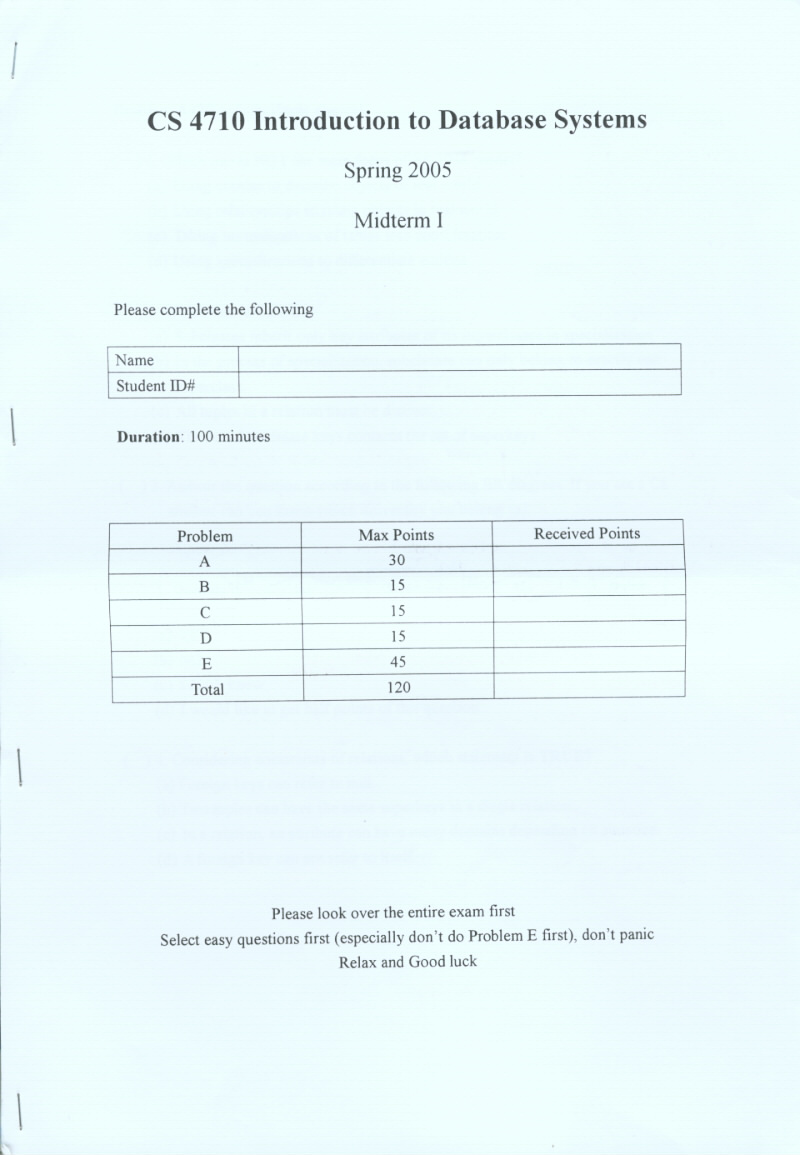 CS 4710 Introduction to Database Systems
Spring 2005
Midterm I
Please complete the following
Name
Student ID#
Duration: 100 minutes
Problem Max Points Received Points
A 30
B 15
C 15
D 15
E 45
Total 120
Please look over the entire exam first
Select easy questions first (especially don't do Problem E first), don't panic
Relax and Good luck